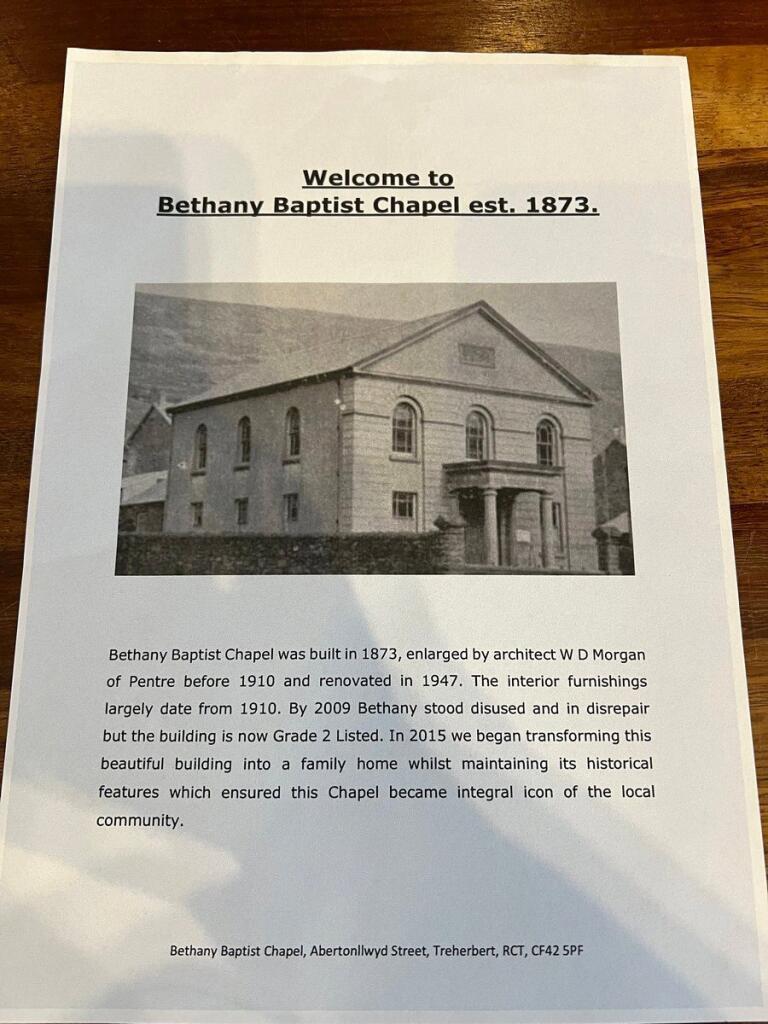 Welcome to
Bethany Baptist Chapel est. 1873.
Bethany Baptist Chapel was built in 1873, enlarged by architect W D Morgan
of Pentre before 1910 and renovated in 1947. The interior furnishings
largely date from 1910. By 2009 Bethany stood disused and in disrepair
but the building is now Grade 2 Listed. In 2015 we began transforming this
beautiful building into a family home whilst maintaining its historical
features which ensured this Chapel became integral icon of the local
community.
Bethany Baptist Chapel, Abertonllwyd Street, Treherbert, RCT, CF42 5PF